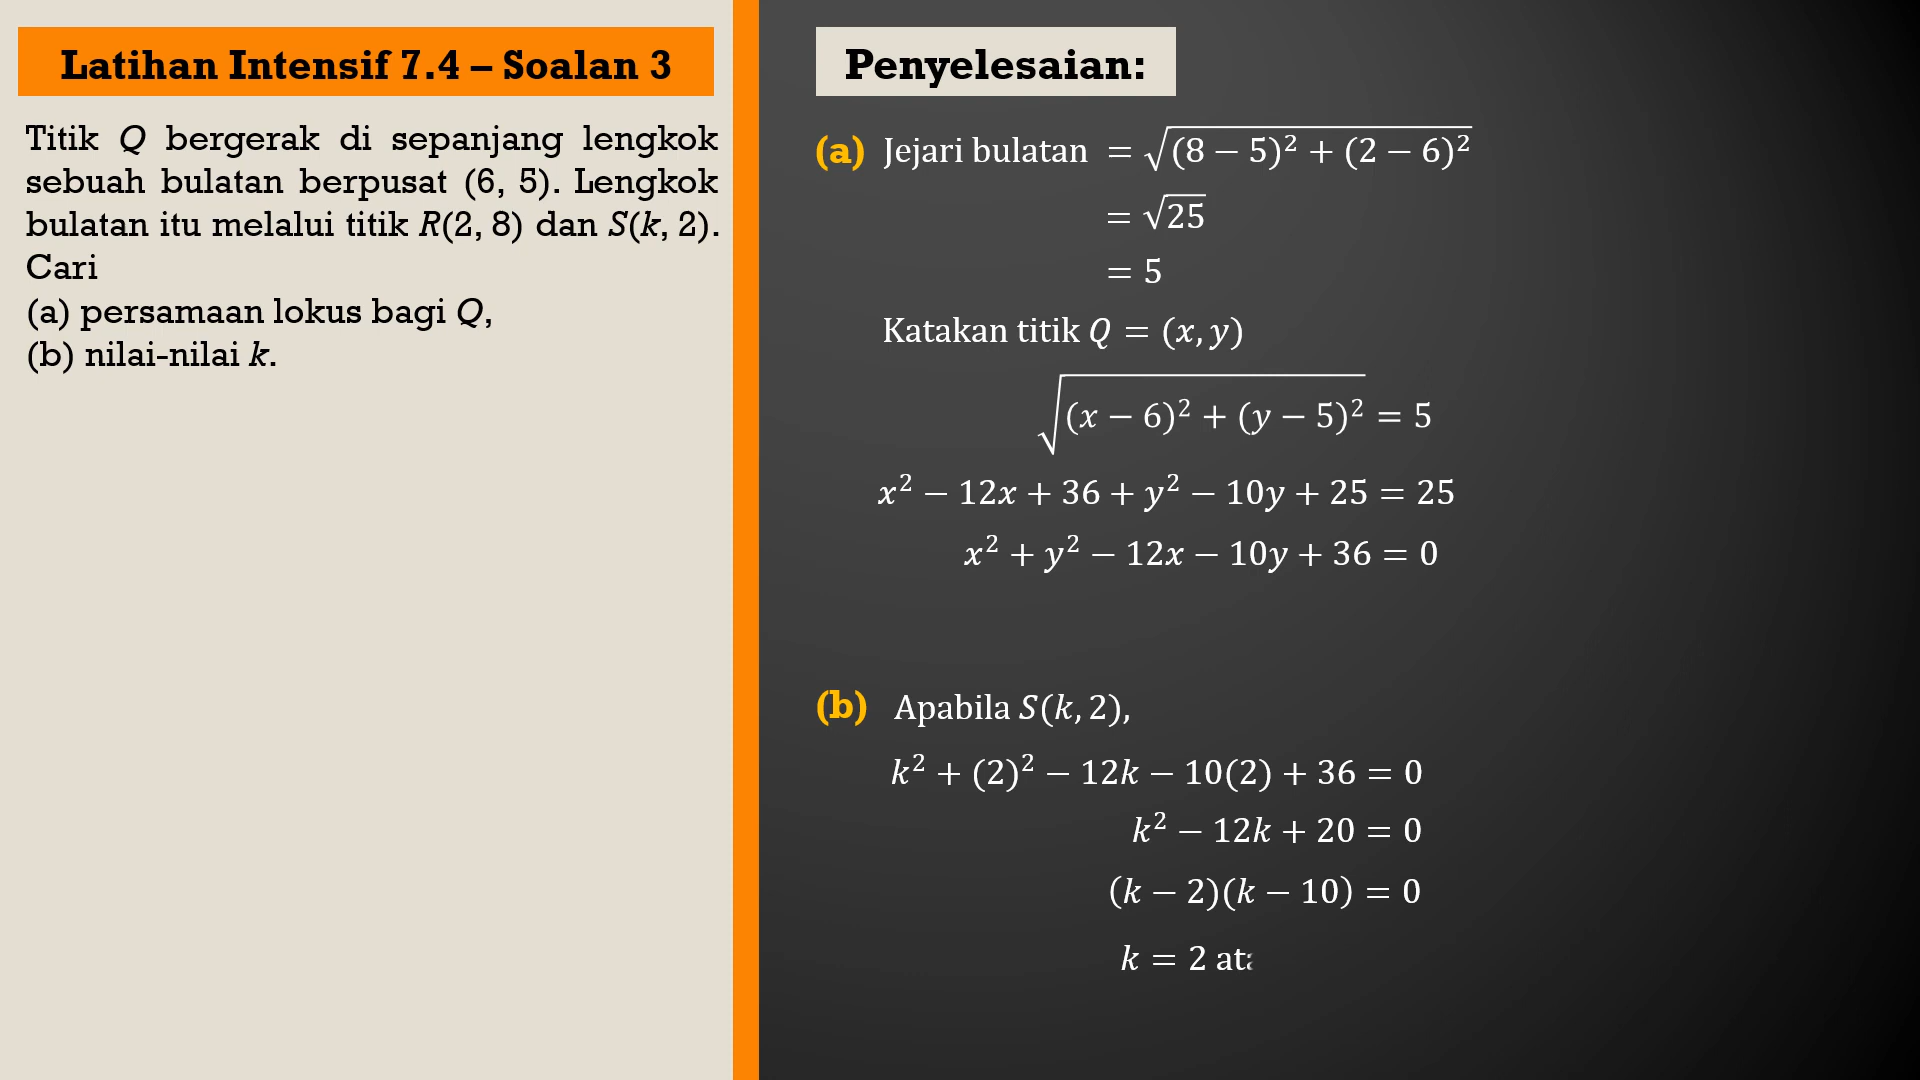 Latihan Intensif 7.4 – Soalan 3
Titik Q bergerak di sepanjang lengkok
sebuah bulatan berpusat (6, 5). Lengkok
bulatan itu melalui titik R(2, 8) dan S(k, 2).
Cari
(a) persamaan lokus bagi Q,
(b) nilai-nilai k.
Penyelesaian:
(a) Jejari bulatan = √((8 − 5)² + (2 − 6)²)
= √25
= 5
Katakan titik Q = (x, y)
√((x − 6)² + (y − 5)²) = 5
x² − 12x + 36 + y² − 10y + 25 = 25
x² + y² − 12x − 10y + 36 = 0
(b) Apabila S(k, 2),
k² + (2)² − 12k − 10(2) + 36 = 0
k² − 12k + 20 = 0
(k − 2)(k − 10) = 0
k = 2